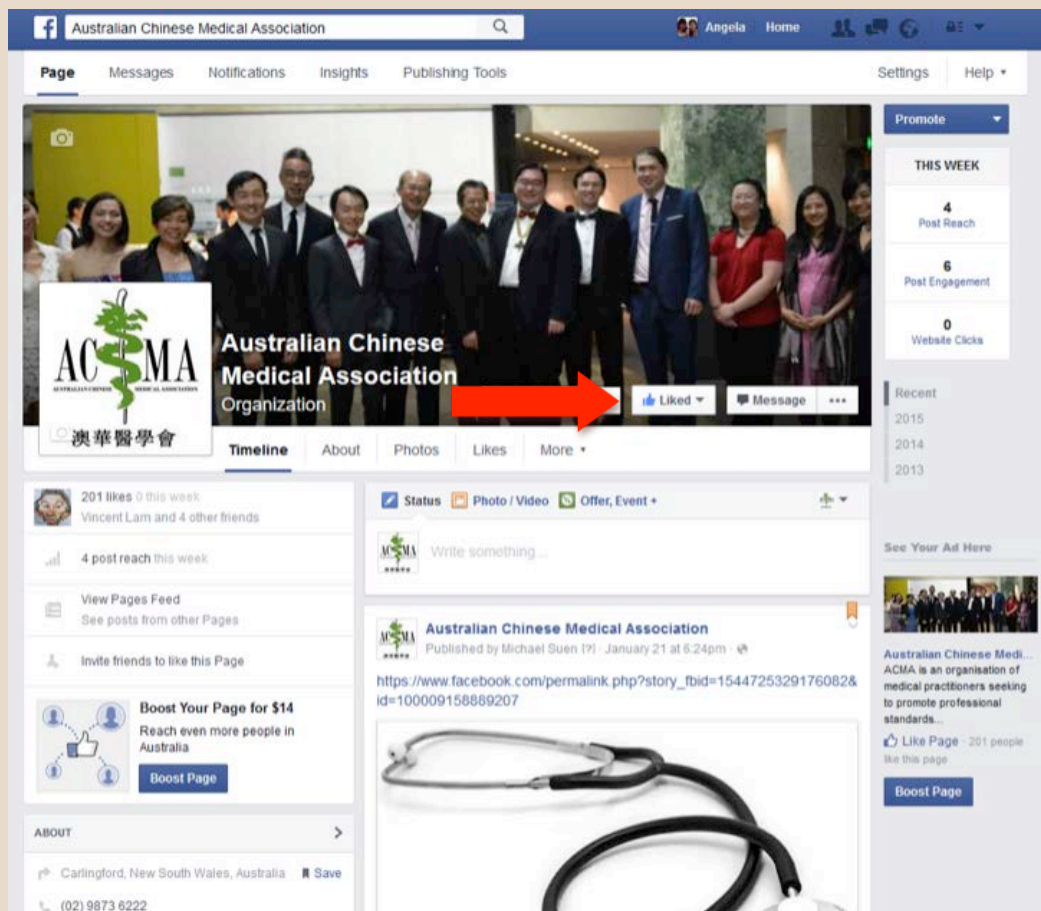 Australian Chinese Medical Association
Angela Home
Page Messages Notifications Insights Publishing Tools Settings Help
Promote
THIS WEEK
4
Post Reach
6
Post Engagement
0
Website Clicks
Recent
2015
2014
2013
ACMA
AUSTRALIAN CHINESE MEDICAL ASSOCIATION
澳華醫學會
Australian Chinese
Medical Association
Organization
Liked Message •••
Timeline About Photos Likes More
201 likes 0 this week
Vincent Lam and 4 other friends
4 post reach this week
View Pages Feed
See posts from other Pages
Invite friends to like this Page
Boost Your Page for $14
Reach even more people in
Australia
Boost Page
ABOUT
Carlingford, New South Wales, Australia Save
(02) 9873 6222
Status Photo / Video Offer, Event +
Write something...
Australian Chinese Medical Association
Published by Michael Suen [?] · January 21 at 6:24pm ·
https://www.facebook.com/permalink.php?story_fbid=1544725329176082&
id=100009158889207
See Your Ad Here
Australian Chinese Medi...
ACMA is an organisation of
medical practitioners seeking
to promote professional
standards...
Like Page · 201 people
like this page
Boost Page